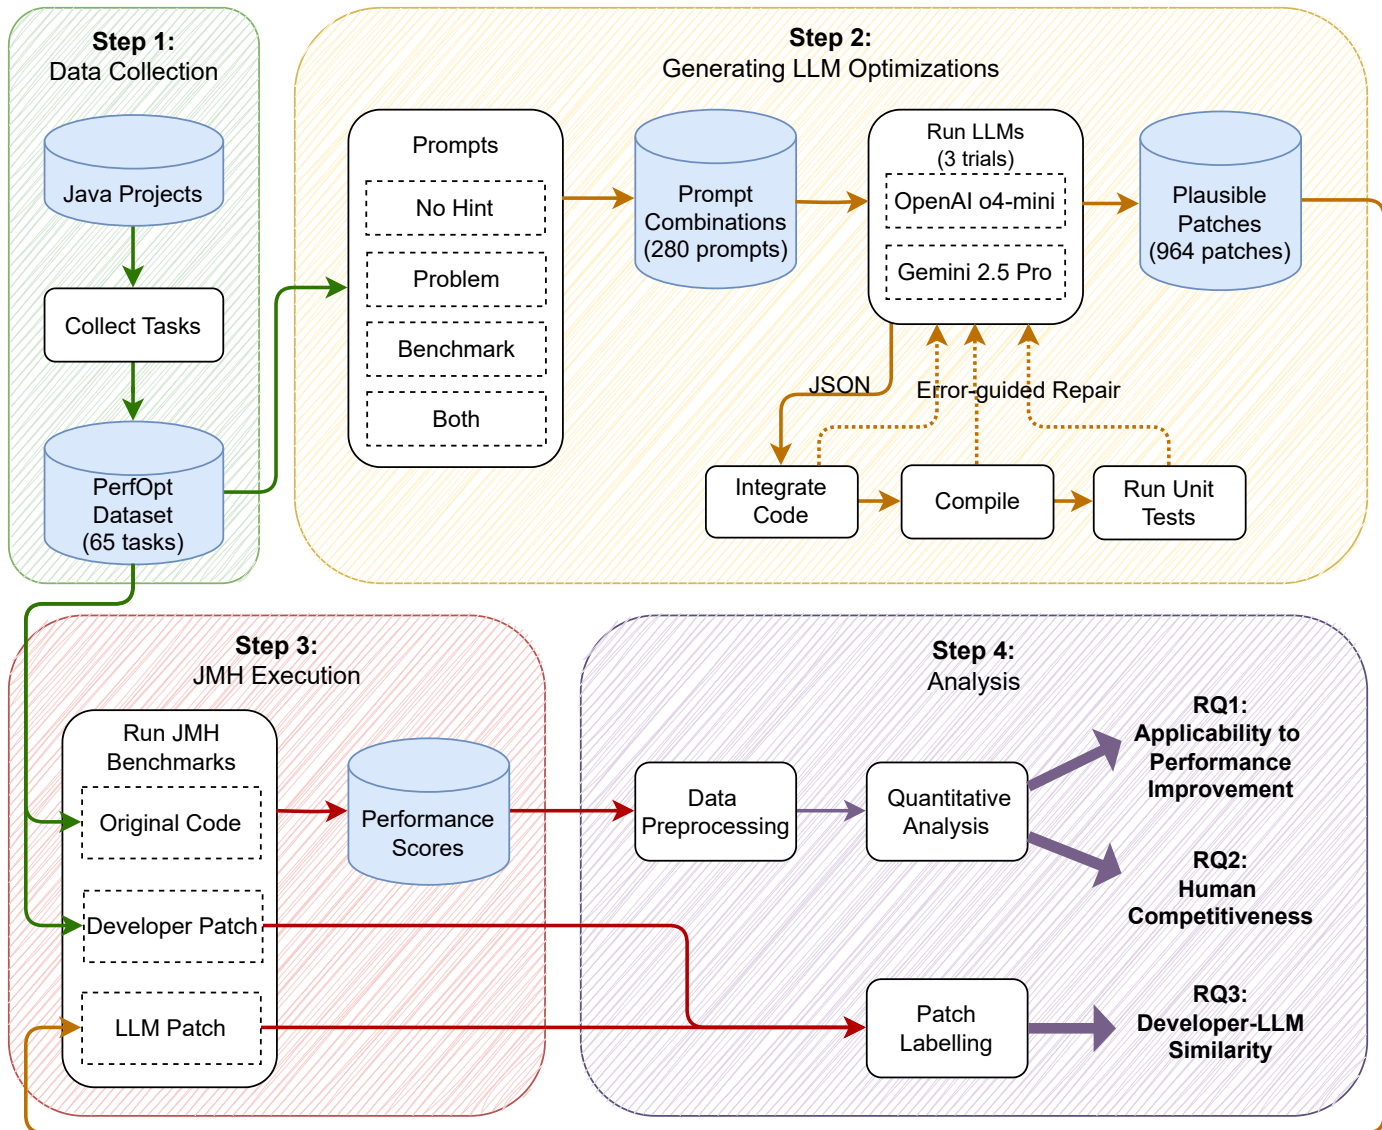 Step 1:
Data Collection
Java Projects
Collect Tasks
PerfOpt
Dataset
(65 tasks)
Step 2:
Generating LLM Optimizations
Prompts
No Hint
Problem
Benchmark
Both
Prompt
Combinations
(280 prompts)
Run LLMs
(3 trials)
OpenAI o4-mini
Gemini 2.5 Pro
Plausible
Patches
(964 patches)
JSON
Error-guided Repair
Integrate
Code
Compile
Run Unit
Tests
Step 3:
JMH Execution
Run JMH
Benchmarks
Original Code
Developer Patch
LLM Patch
Performance
Scores
Step 4:
Analysis
Data
Preprocessing
Quantitative
Analysis
Patch
Labelling
RQ1:
Applicability to
Performance
Improvement
RQ2:
Human
Competitiveness
RQ3:
Developer-LLM
Similarity